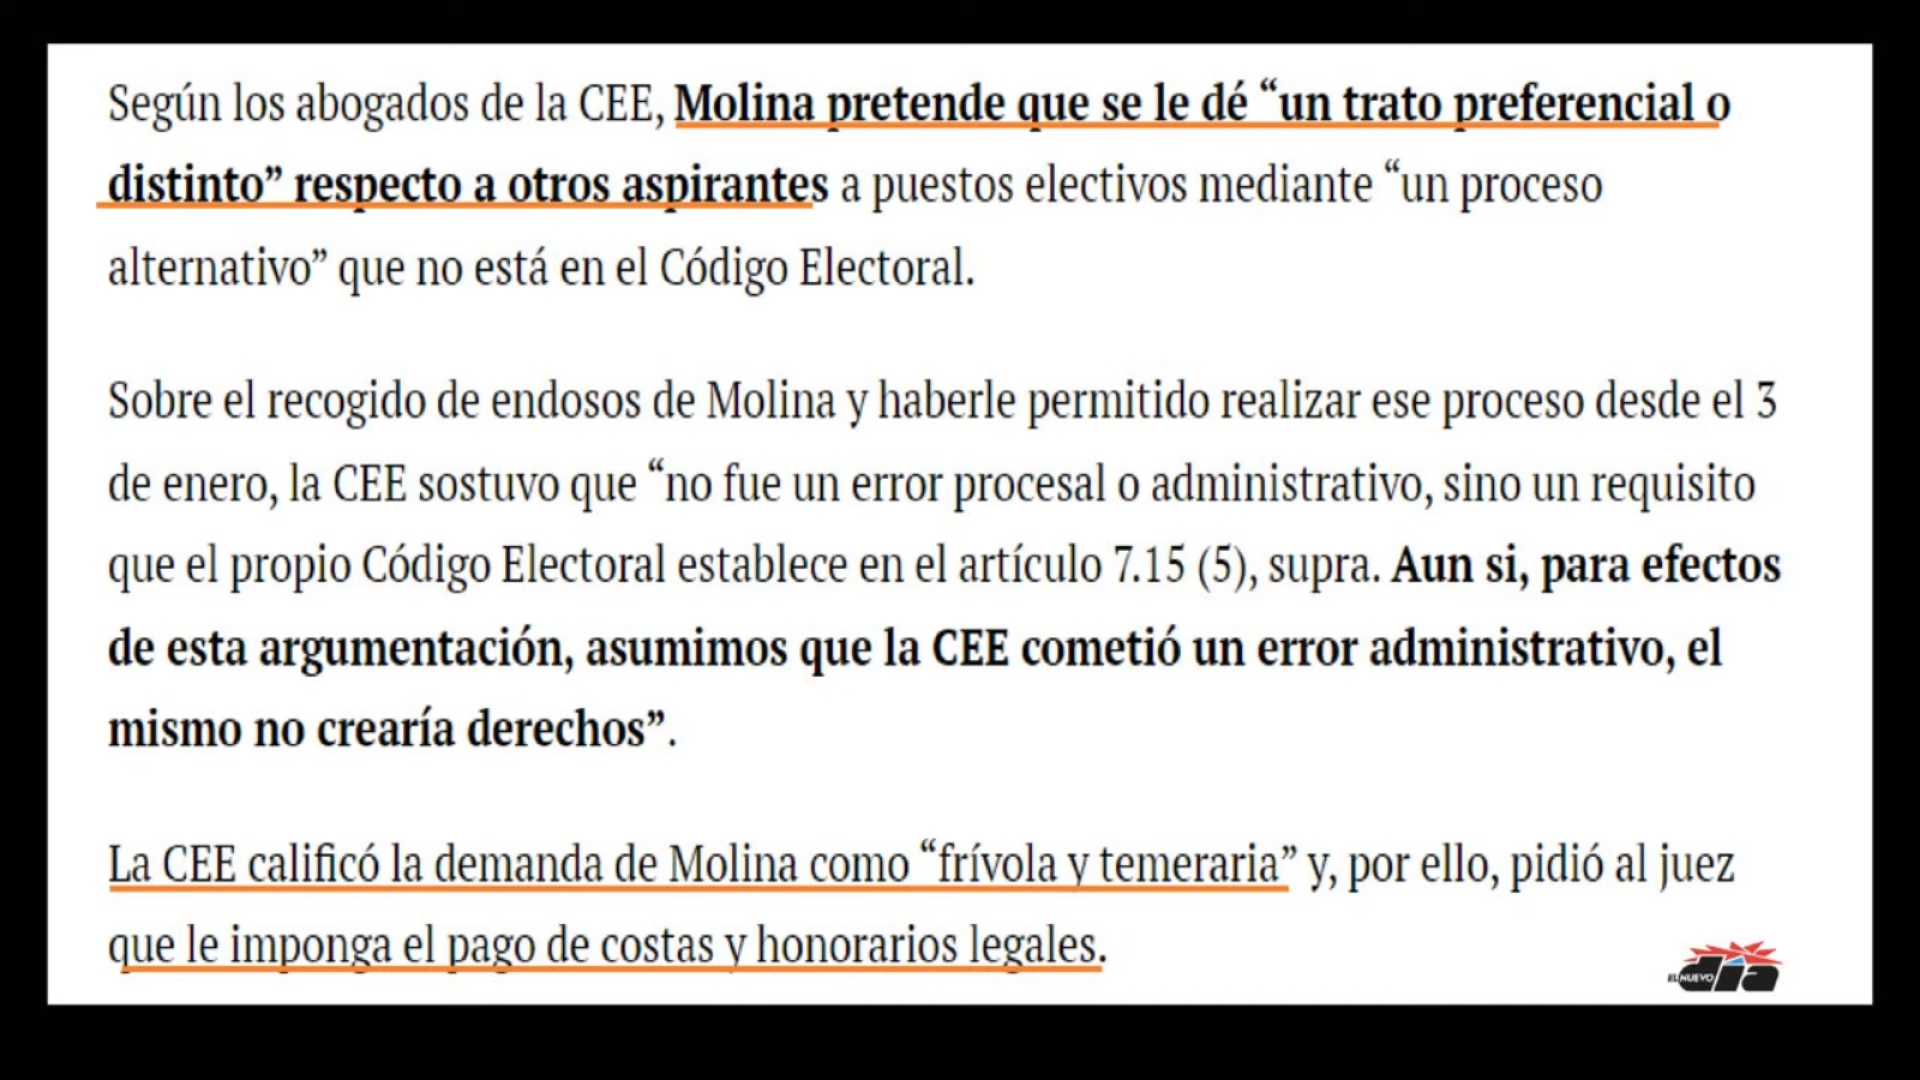 Según los abogados de la CEE, Molina pretende que se le dé “un trato preferencial o
distinto” respecto a otros aspirantes a puestos electivos mediante “un proceso
alternativo” que no está en el Código Electoral.
Sobre el recogido de endosos de Molina y haberle permitido realizar ese proceso desde el 3
de enero, la CEE sostuvo que “no fue un error procesal o administrativo, sino un requisito
que el propio Código Electoral establece en el artículo 7.15 (5), supra. Aun si, para efectos
de esta argumentación, asumimos que la CEE cometió un error administrativo, el
mismo no crearía derechos”.
La CEE calificó la demanda de Molina como “frívola y temeraria” y, por ello, pidió al juez
que le imponga el pago de costas y honorarios legales.
EL NUEVO día